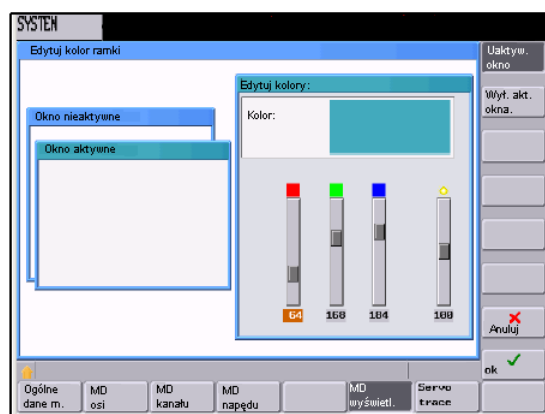 SYSTEM
Edytuj kolor ramki
Uaktyw.
okno
Edytuj kolory:
Wył. akt.
okna.
Kolor:
Okno nieaktywne
Okno aktywne
64
168
184
100
Anuluj
ok
Ogólne
dane m.
MD
osi
MD
kanału
MD
napędu
MD
wyświetl.
Servo
trace